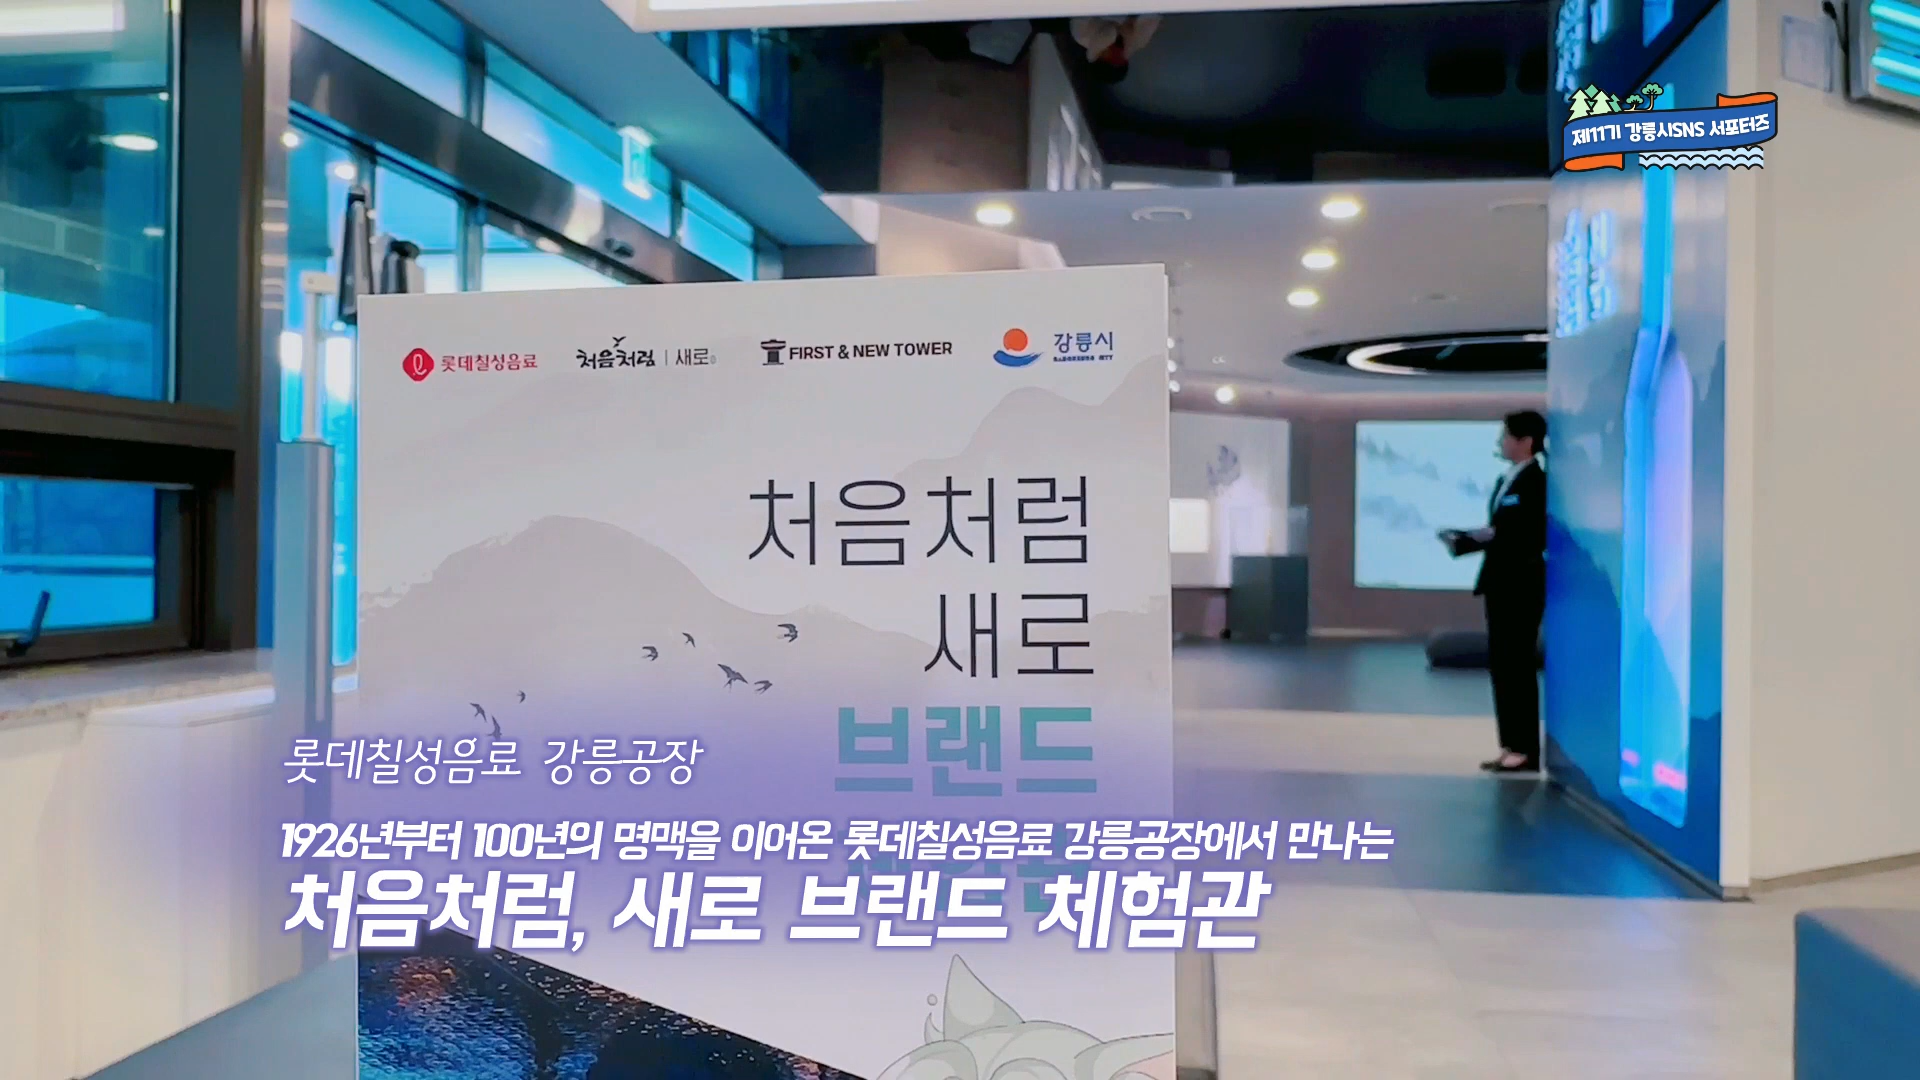 제11기 강릉시SNS 서포터즈
롯데칠성음료
처음처럼 | 새로
FIRST & NEW TOWER
강릉시
처음처럼
새로
브랜드
롯데칠성음료 강릉공장
1926년부터 100년의 명맥을 이어온 롯데칠성음료 강릉공장에서 만나는
처음처럼, 새로 브랜드 체험관